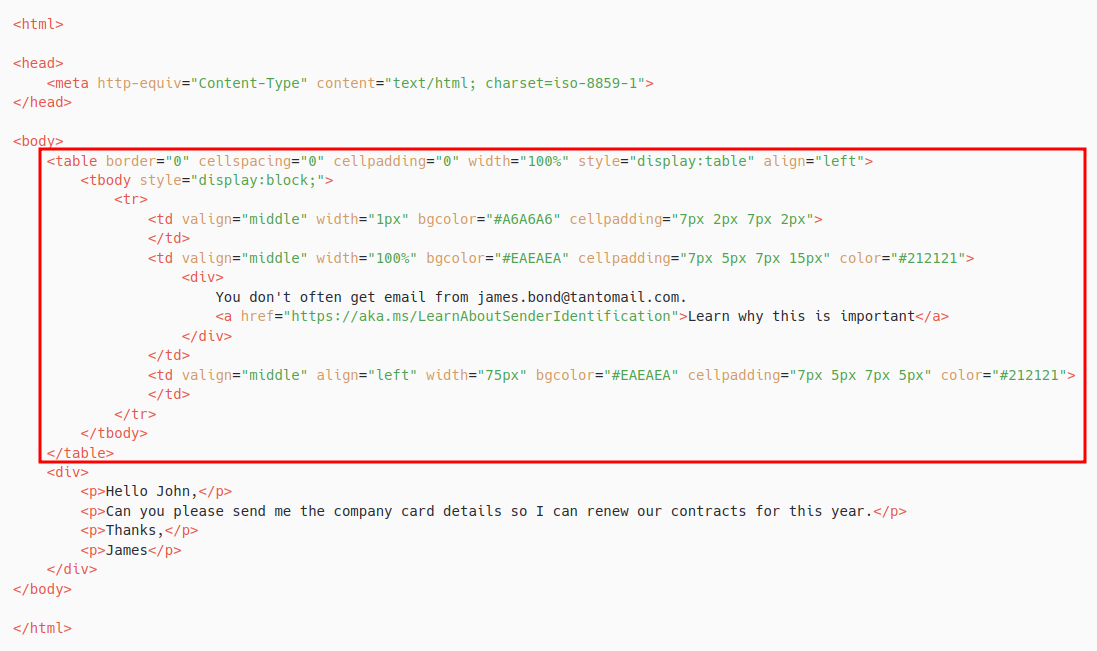 <html>
<head>
<meta http-equiv="Content-Type" content="text/html; charset=iso-8859-1">
</head>
<body>
<table border="0" cellspacing="0" cellpadding="0" width="100%" style="display:table" align="left">
<tbody style="display:block;">
<tr>
<td valign="middle" width="1px" bgcolor="#A6A6A6" cellpadding="7px 2px 7px 2px">
</td>
<td valign="middle" width="100%" bgcolor="#EAEAEA" cellpadding="7px 5px 7px 15px" color="#212121">
<div>
You don't often get email from james.bond@tantomail.com.
<a href="https://aka.ms/LearnAboutSenderIdentification">Learn why this is important</a>
</div>
</td>
<td valign="middle" align="left" width="75px" bgcolor="#EAEAEA" cellpadding="7px 5px 7px 5px" color="#212121">
</td>
</tr>
</tbody>
</table>
<div>
<p>Hello John,</p>
<p>Can you please send me the company card details so I can renew our contracts for this year.</p>
<p>Thanks,</p>
<p>James</p>
</div>
</body>
</html>